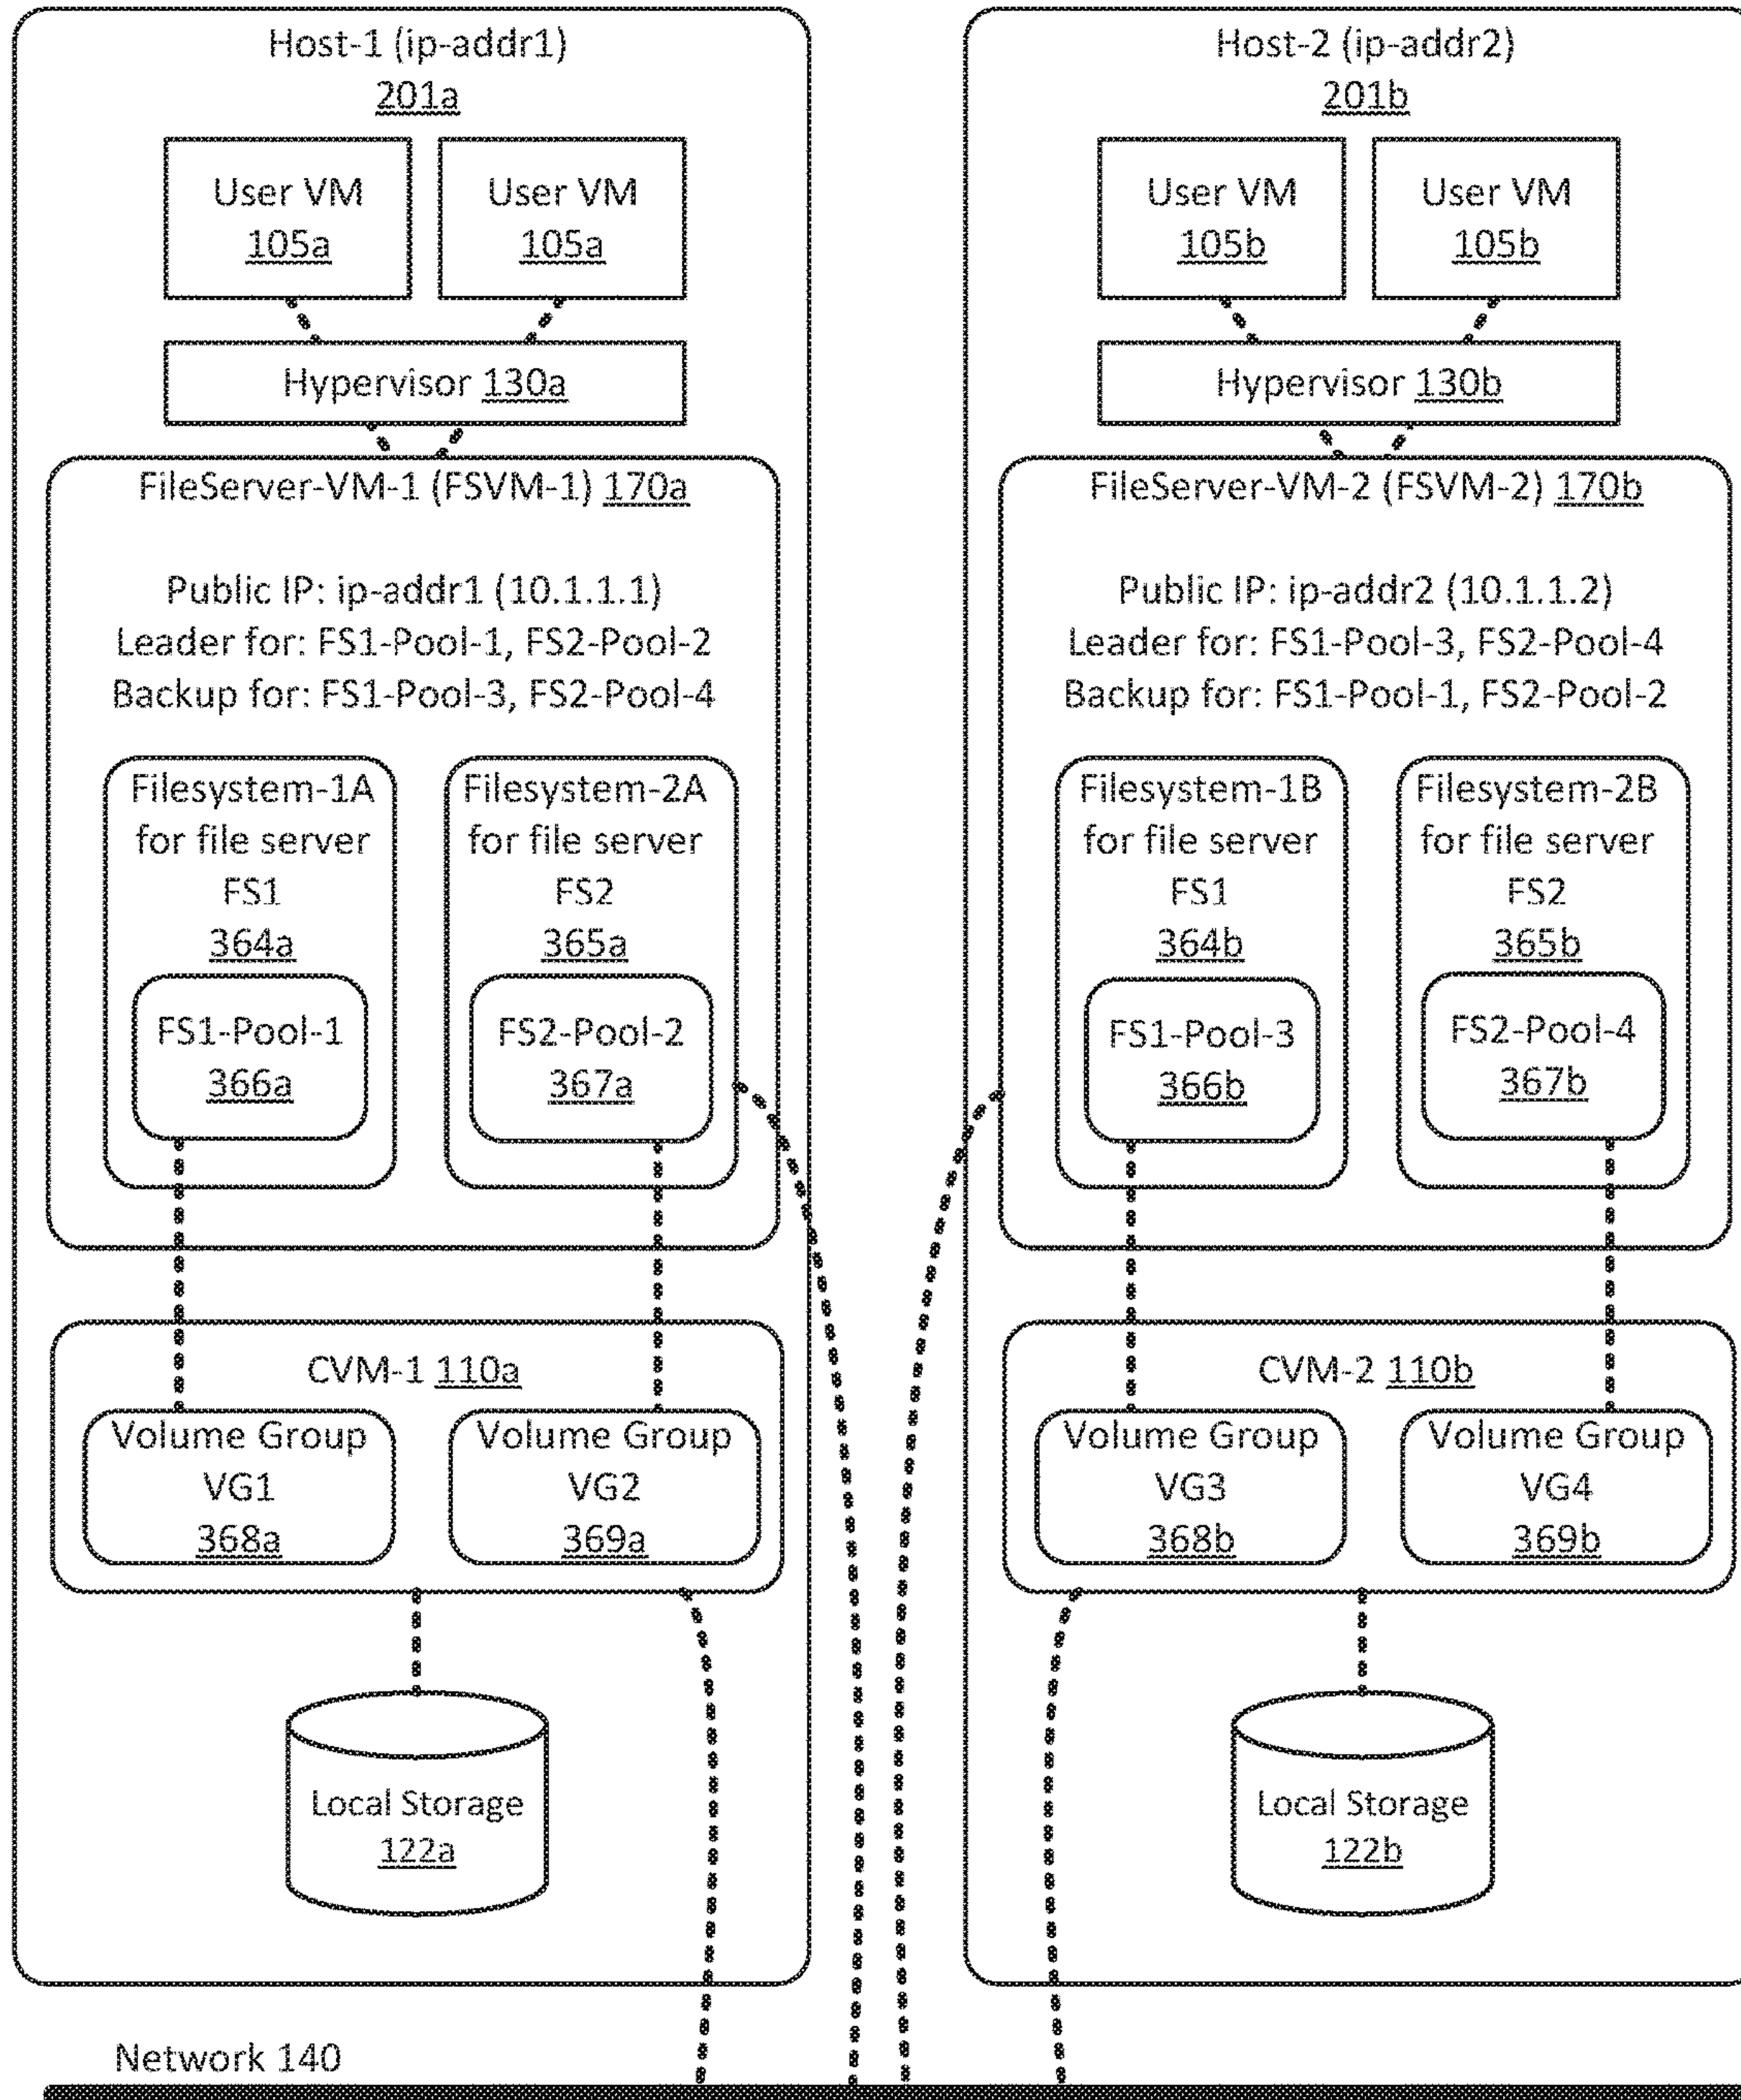 Host-1 (ip-addr1)
201a
User VM
105a
User VM
105a
Hypervisor 130a
FileServer-VM-1 (FSVM-1) 170a
Public IP: ip-addr1 (10.1.1.1)
Leader for: FS1-Pool-1, FS2-Pool-2
Backup for: FS1-Pool-3, FS2-Pool-4
Filesystem-1A
for file server
FS1
364a
FS1-Pool-1
366a
Filesystem-2A
for file server
FS2
365a
FS2-Pool-2
367a
CVM-1 110a
Volume Group
VG1
368a
Volume Group
VG2
369a
Local Storage
122a
Host-2 (ip-addr2)
201b
User VM
105b
User VM
105b
Hypervisor 130b
FileServer-VM-2 (FSVM-2) 170b
Public IP: ip-addr2 (10.1.1.2)
Leader for: FS1-Pool-3, FS2-Pool-4
Backup for: FS1-Pool-1, FS2-Pool-2
Filesystem-1B
for file server
FS1
364b
FS1-Pool-3
366b
Filesystem-2B
for file server
FS2
365b
FS2-Pool-4
367b
CVM-2 110b
Volume Group
VG3
368b
Volume Group
VG4
369b
Local Storage
122b
Network 140